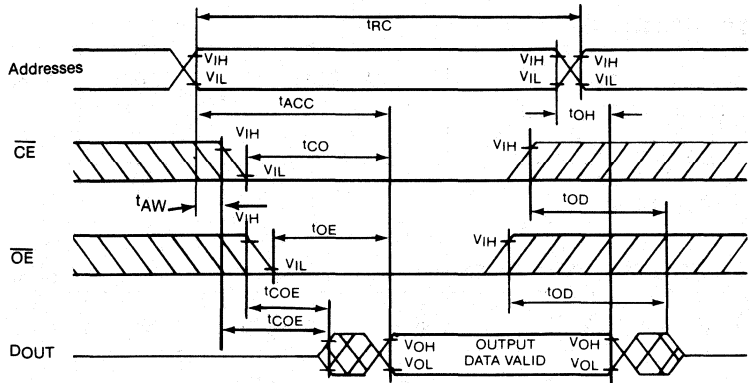 tRC
Addresses
VIH
VIL
VIH
VIL
VIH
VIL
tACC
tOH
CE
VIH
tCO
VIL
VIH
tAW
tOD
OE
VIH
tOE
VIL
VIH
tCOE
tOD
tCOE
DOUT
VOH
VOL
OUTPUT
DATA VALID
VOH
VOL